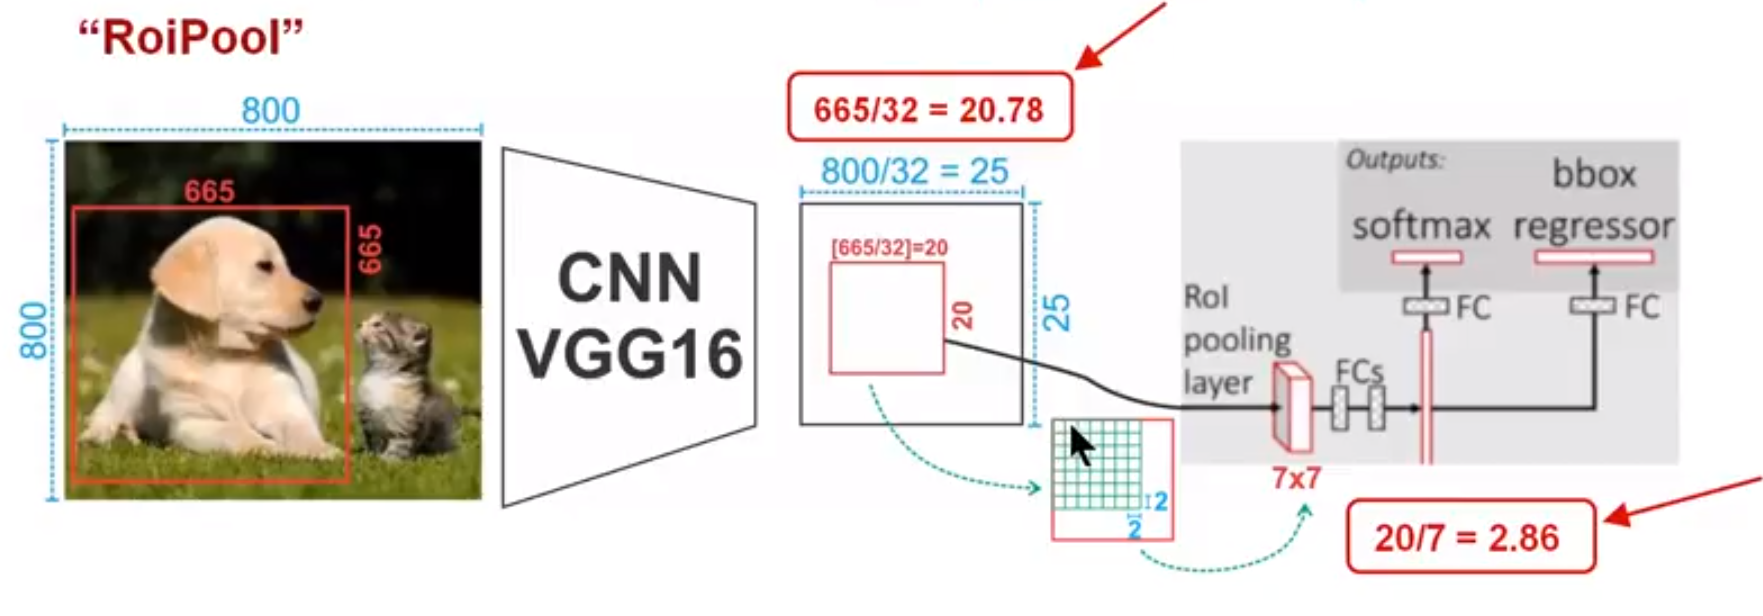 “RoiPool”
800
800
665
665
CNN
VGG16
665/32 = 20.78
800/32 = 25
25
[665/32]=20
20
2
2
RoI
pooling
layer
7x7
FCs
Outputs:
softmax
bbox
regressor
FC
FC
20/7 = 2.86